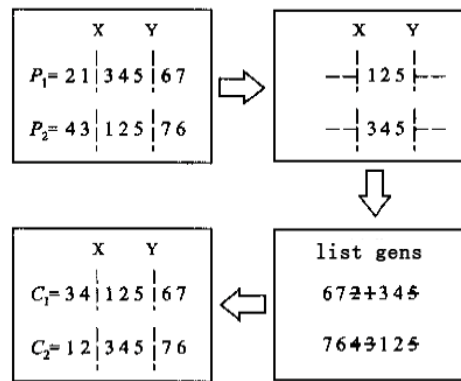 X Y
P1= 2 1 | 3 4 5 | 6 7
P2= 4 3 | 1 2 5 | 7 6
X Y
1 2 5
3 4 5
list gens
6 7 2 1 3 4 5
7 6 4 3 1 2 5
X Y
C1= 3 4 | 1 2 5 | 6 7
C2= 1 2 | 3 4 5 | 7 6